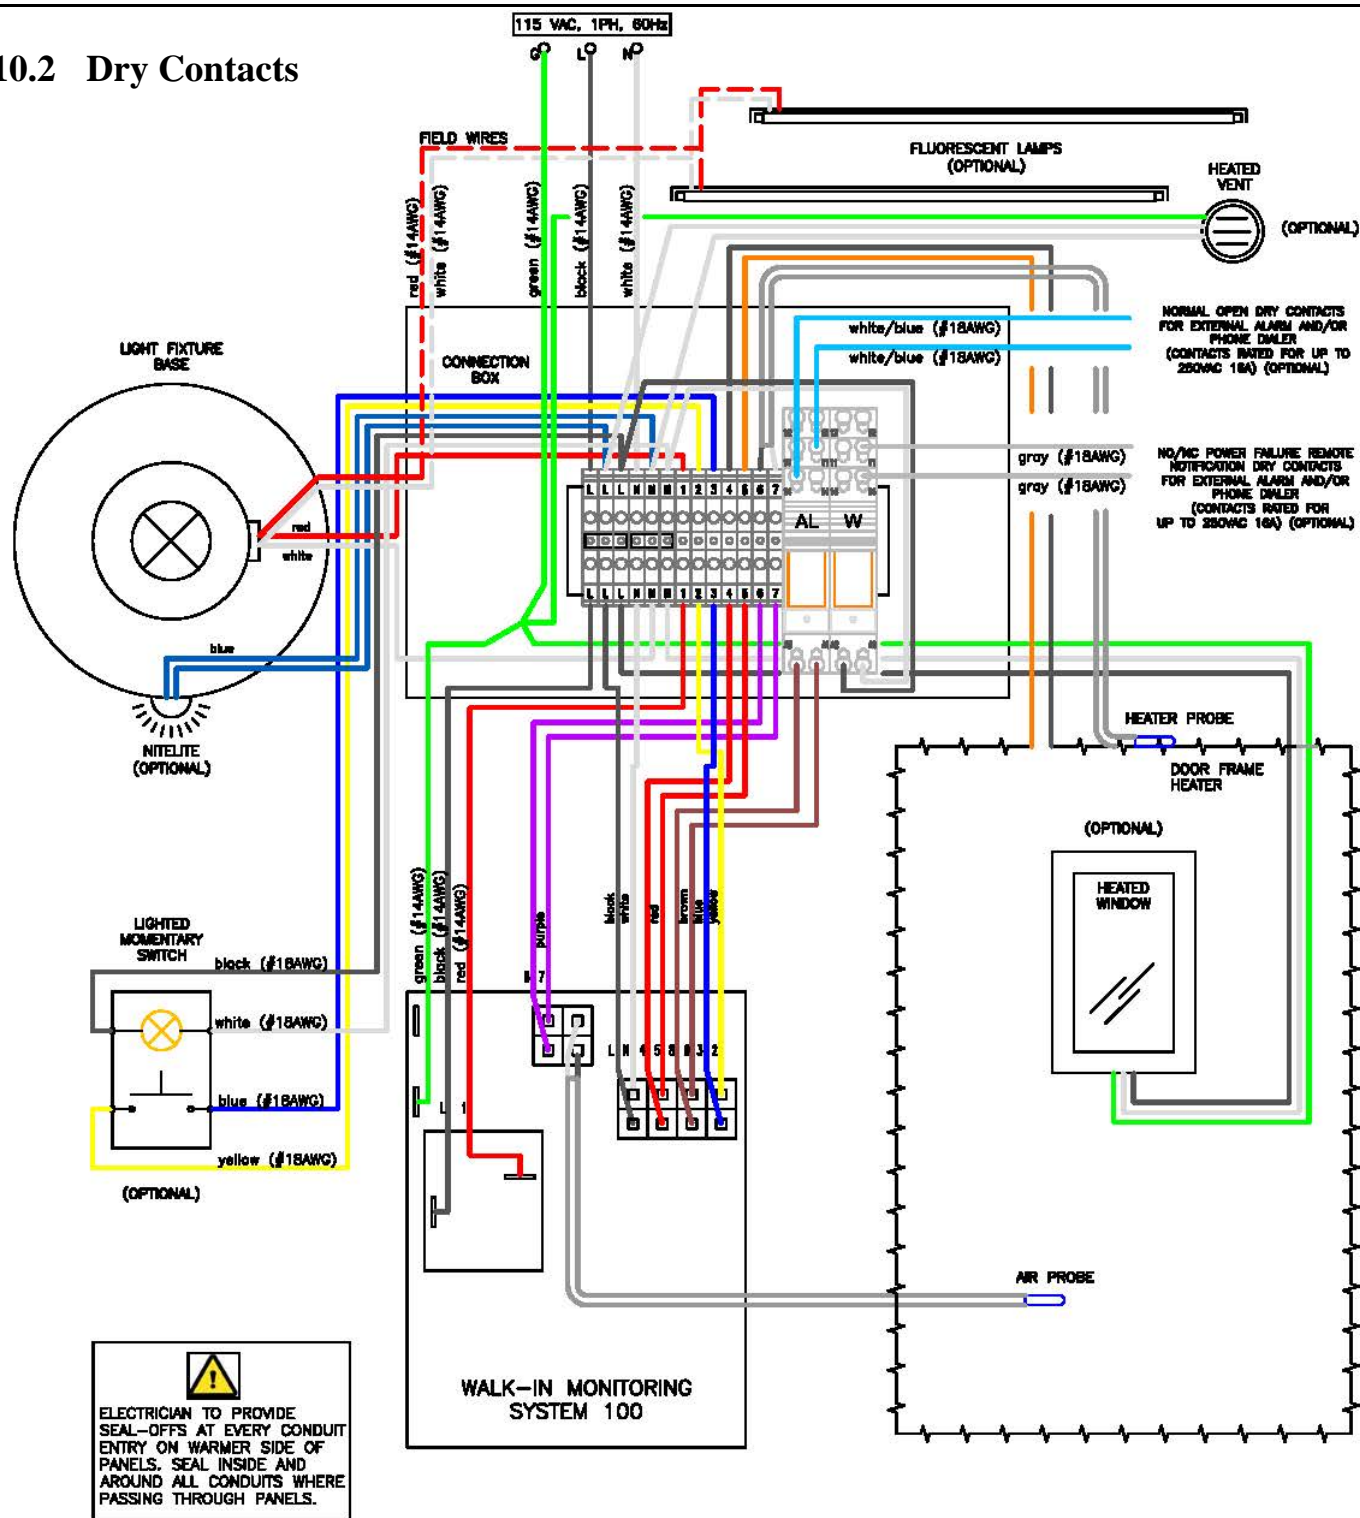 10.2 Dry Contacts
115 VAC, 1PH, 60Hz
G L N
FIELD WIRES
FLUORESCENT LAMPS
(OPTIONAL)
HEATED
VENT
(OPTIONAL)
red (#14AWG)
white (#14AWG)
green (#14AWG)
black (#14AWG)
white (#14AWG)
LIGHT FIXTURE
BASE
CONNECTION
BOX
white/blue (#18AWG)
white/blue (#18AWG)
NORMAL OPEN DRY CONTACTS
FOR EXTERNAL ALARM AND/OR
PHONE DIALER
(CONTACTS RATED FOR UP TO
250VAC 16A) (OPTIONAL)
gray (#18AWG)
gray (#18AWG)
NO/NC POWER FAILURE REMOTE
NOTIFICATION DRY CONTACTS
FOR EXTERNAL ALARM AND/OR
PHONE DIALER
(CONTACTS RATED FOR
UP TO 250VAC 16A) (OPTIONAL)
L L L N N N 1 2 3 4 5 6 7
AL W
L L L N N N 1 2 3 4 5 6 7
red
white
blue
NITELITE
(OPTIONAL)
HEATER PROBE
DOOR FRAME
HEATER
(OPTIONAL)
HEATED
WINDOW
green (#14AWG)
black (#14AWG)
red (#14AWG)
purple
black
white
red
brown
blue
yellow
LIGHTED
MOMENTARY
SWITCH
black (#18AWG)
white (#18AWG)
blue (#18AWG)
yellow (#18AWG)
(OPTIONAL)
7
L N 4 5 8 3 2
L 1
AIR PROBE
WALK-IN MONITORING
SYSTEM 100
ELECTRICIAN TO PROVIDE
SEAL-OFFS AT EVERY CONDUIT
ENTRY ON WARMER SIDE OF
PANELS. SEAL INSIDE AND
AROUND ALL CONDUITS WHERE
PASSING THROUGH PANELS.